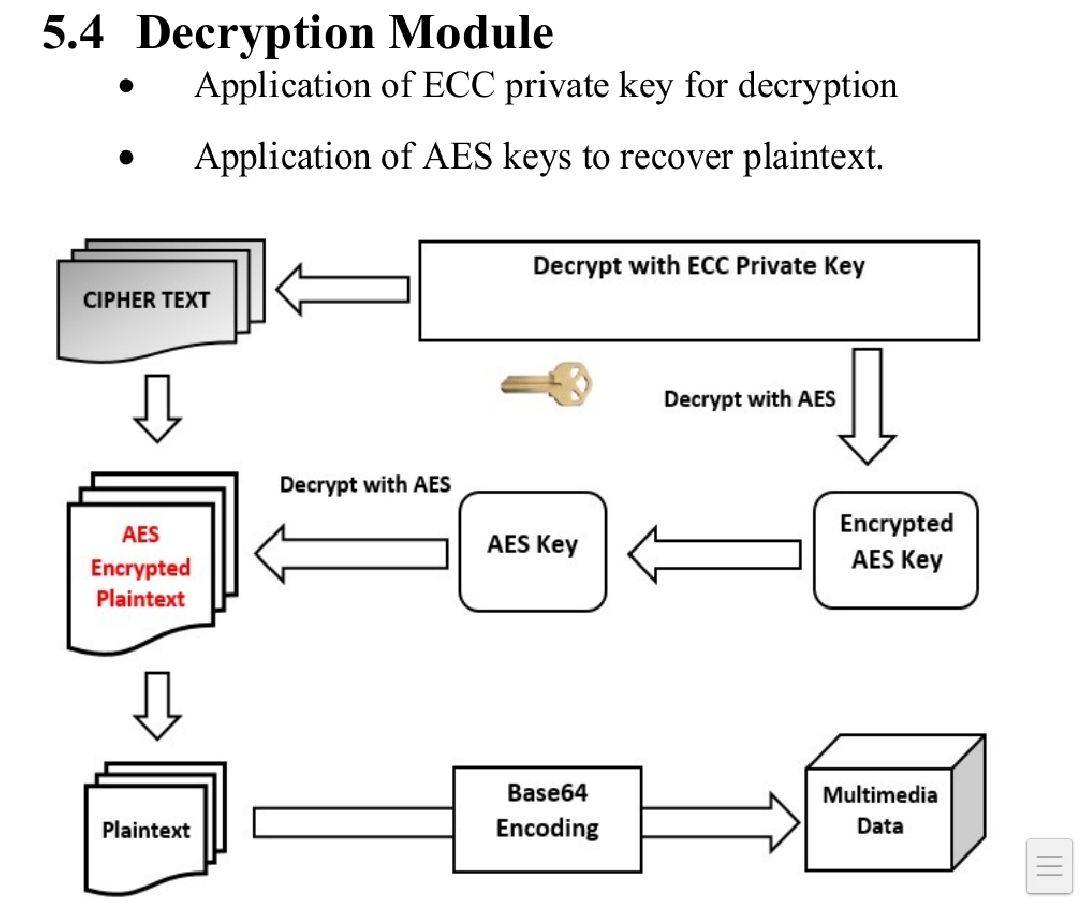 5.4 Decryption Module
• Application of ECC private key for decryption
• Application of AES keys to recover plaintext.
CIPHER TEXT
Decrypt with ECC Private Key
Decrypt with AES
Decrypt with AES
AES
Encrypted
Plaintext
AES Key
Encrypted
AES Key
Plaintext
Base64
Encoding
Multimedia
Data